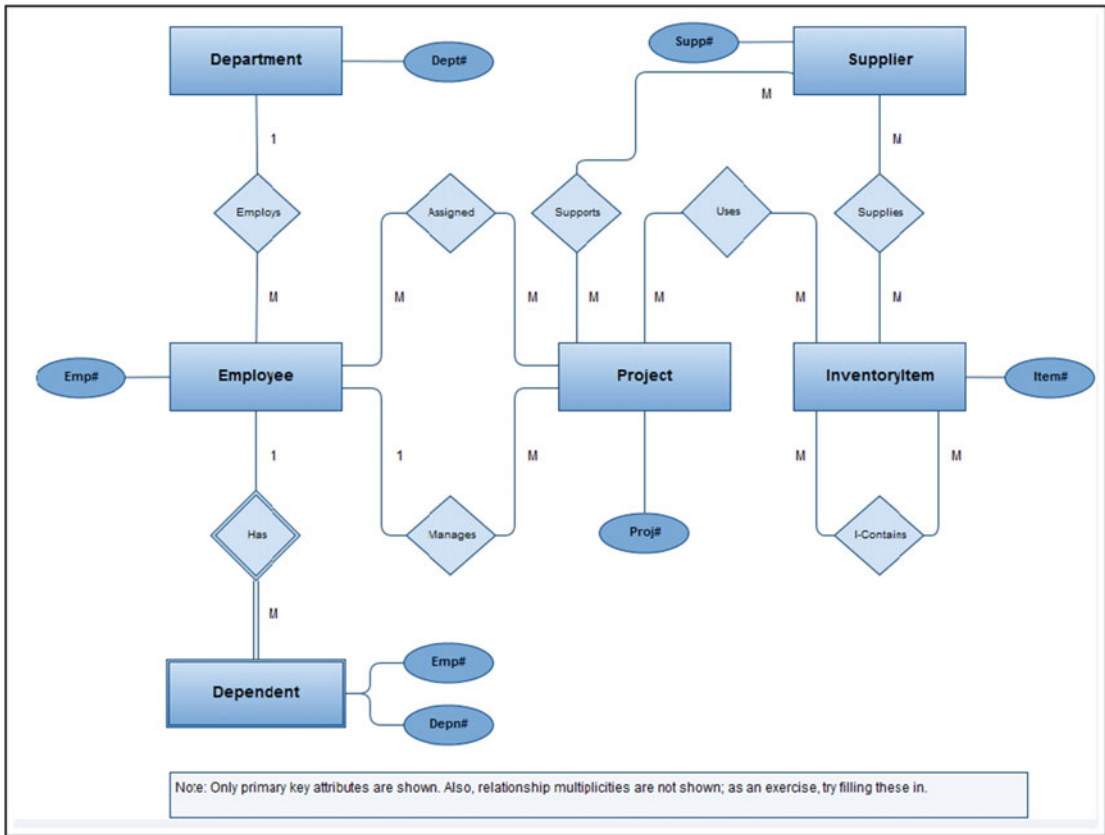 Department
Dept#
Supp#
Supplier
M
1
M
Employs
Assigned
Supports
Uses
Supplies
M
M
M
M
M
M
M
Emp#
Employee
Project
InventoryItem
Item#
1
1
M
M
M
Has
Manages
Proj#
I-Contains
M
Emp#
Dependent
Depn#
Note: Only primary key attributes are shown. Also, relationship multiplicities are not shown; as an exercise, try filling these in.